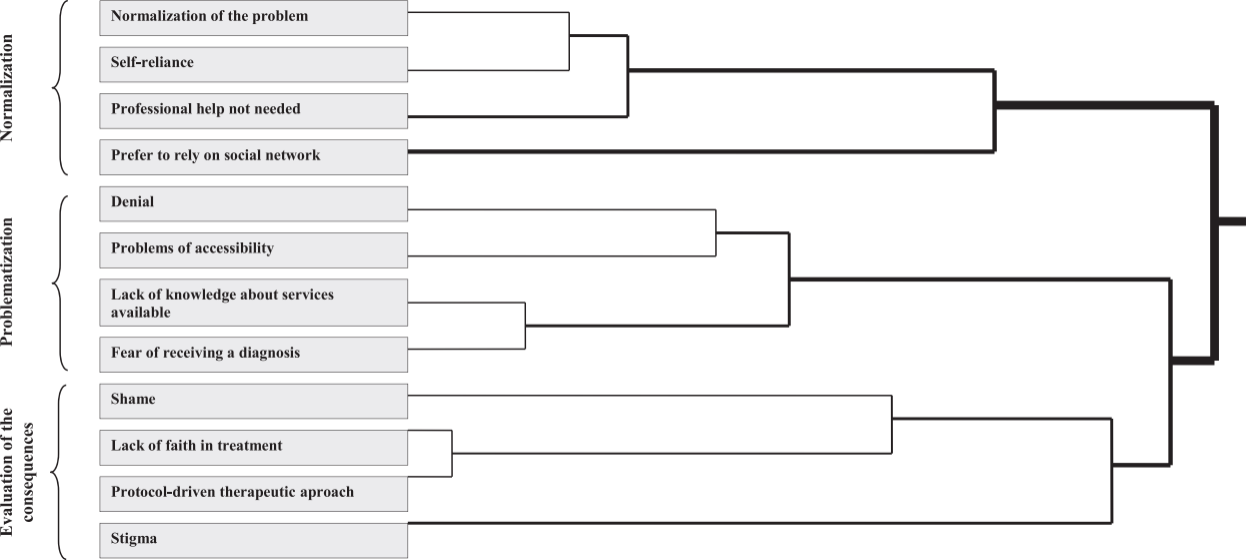 Normalization
Normalization of the problem
Self-reliance
Professional help not needed
Prefer to rely on social network
Problematization
Denial
Problems of accessibility
Lack of knowledge about services
available
Fear of receiving a diagnosis
Evaluation of the
consequences
Shame
Lack of faith in treatment
Protocol-driven therapeutic aproach
Stigma